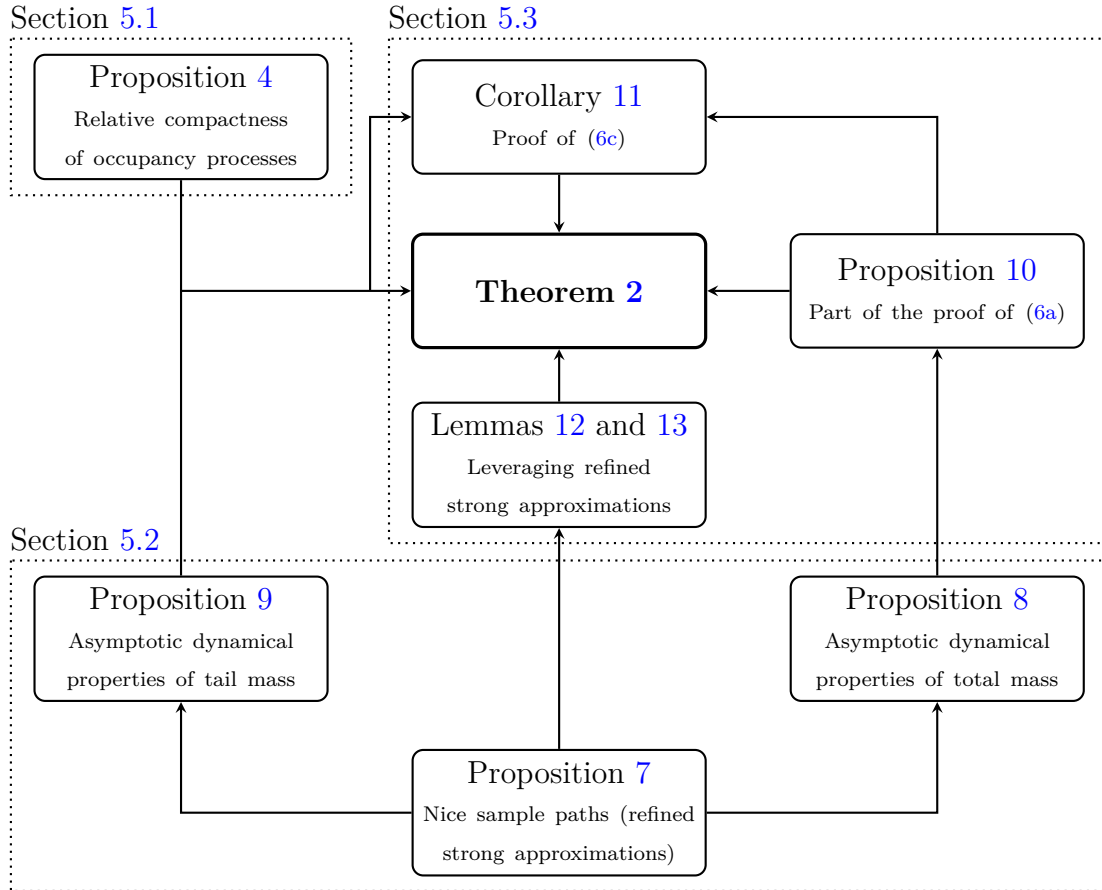 Section 5.1
Proposition 4
Relative compactness
of occupancy processes
Section 5.3
Corollary 11
Proof of (6c)
Theorem 2
Proposition 10
Part of the proof of (6a)
Lemmas 12 and 13
Leveraging refined
strong approximations
Section 5.2
Proposition 9
Asymptotic dynamical
properties of tail mass
Proposition 8
Asymptotic dynamical
properties of total mass
Proposition 7
Nice sample paths (refined
strong approximations)